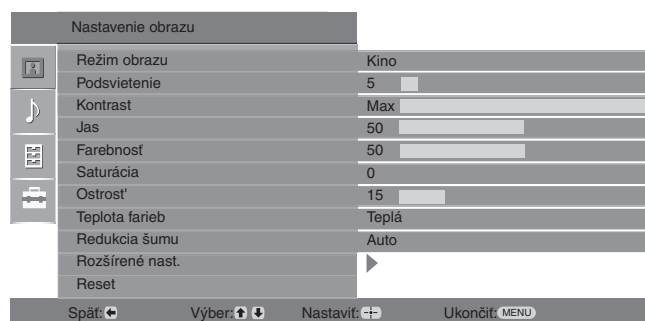 Nastavenie obrazu
Režim obrazu Kino
Podsvietenie 5
Kontrast Max
Jas 50
Farebnosť 50
Saturácia 0
Ostrost' 15
Teplota farieb Teplá
Redukcia šumu Auto
Rozšírené nast.
Reset
Späť: Výber: Nastaviť: Ukončiť: MENU